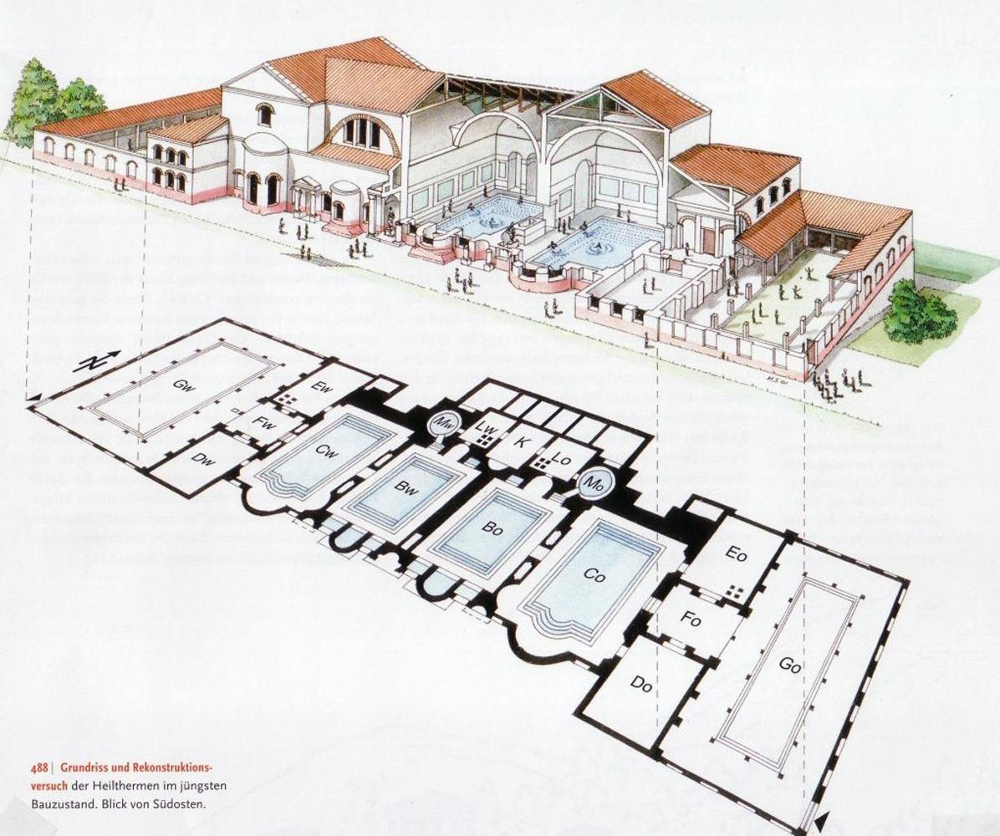 H.S. 01
N
Gw
Ew
Fw
Dw
Cw
Mw
Lw
K
Lo
Mo
Bw
Bo
Co
Eo
Fo
Do
Go
488 | Grundriss und Rekonstruktions-
versuch der Heilthermen im jüngsten
Bauzustand. Blick von Südosten.